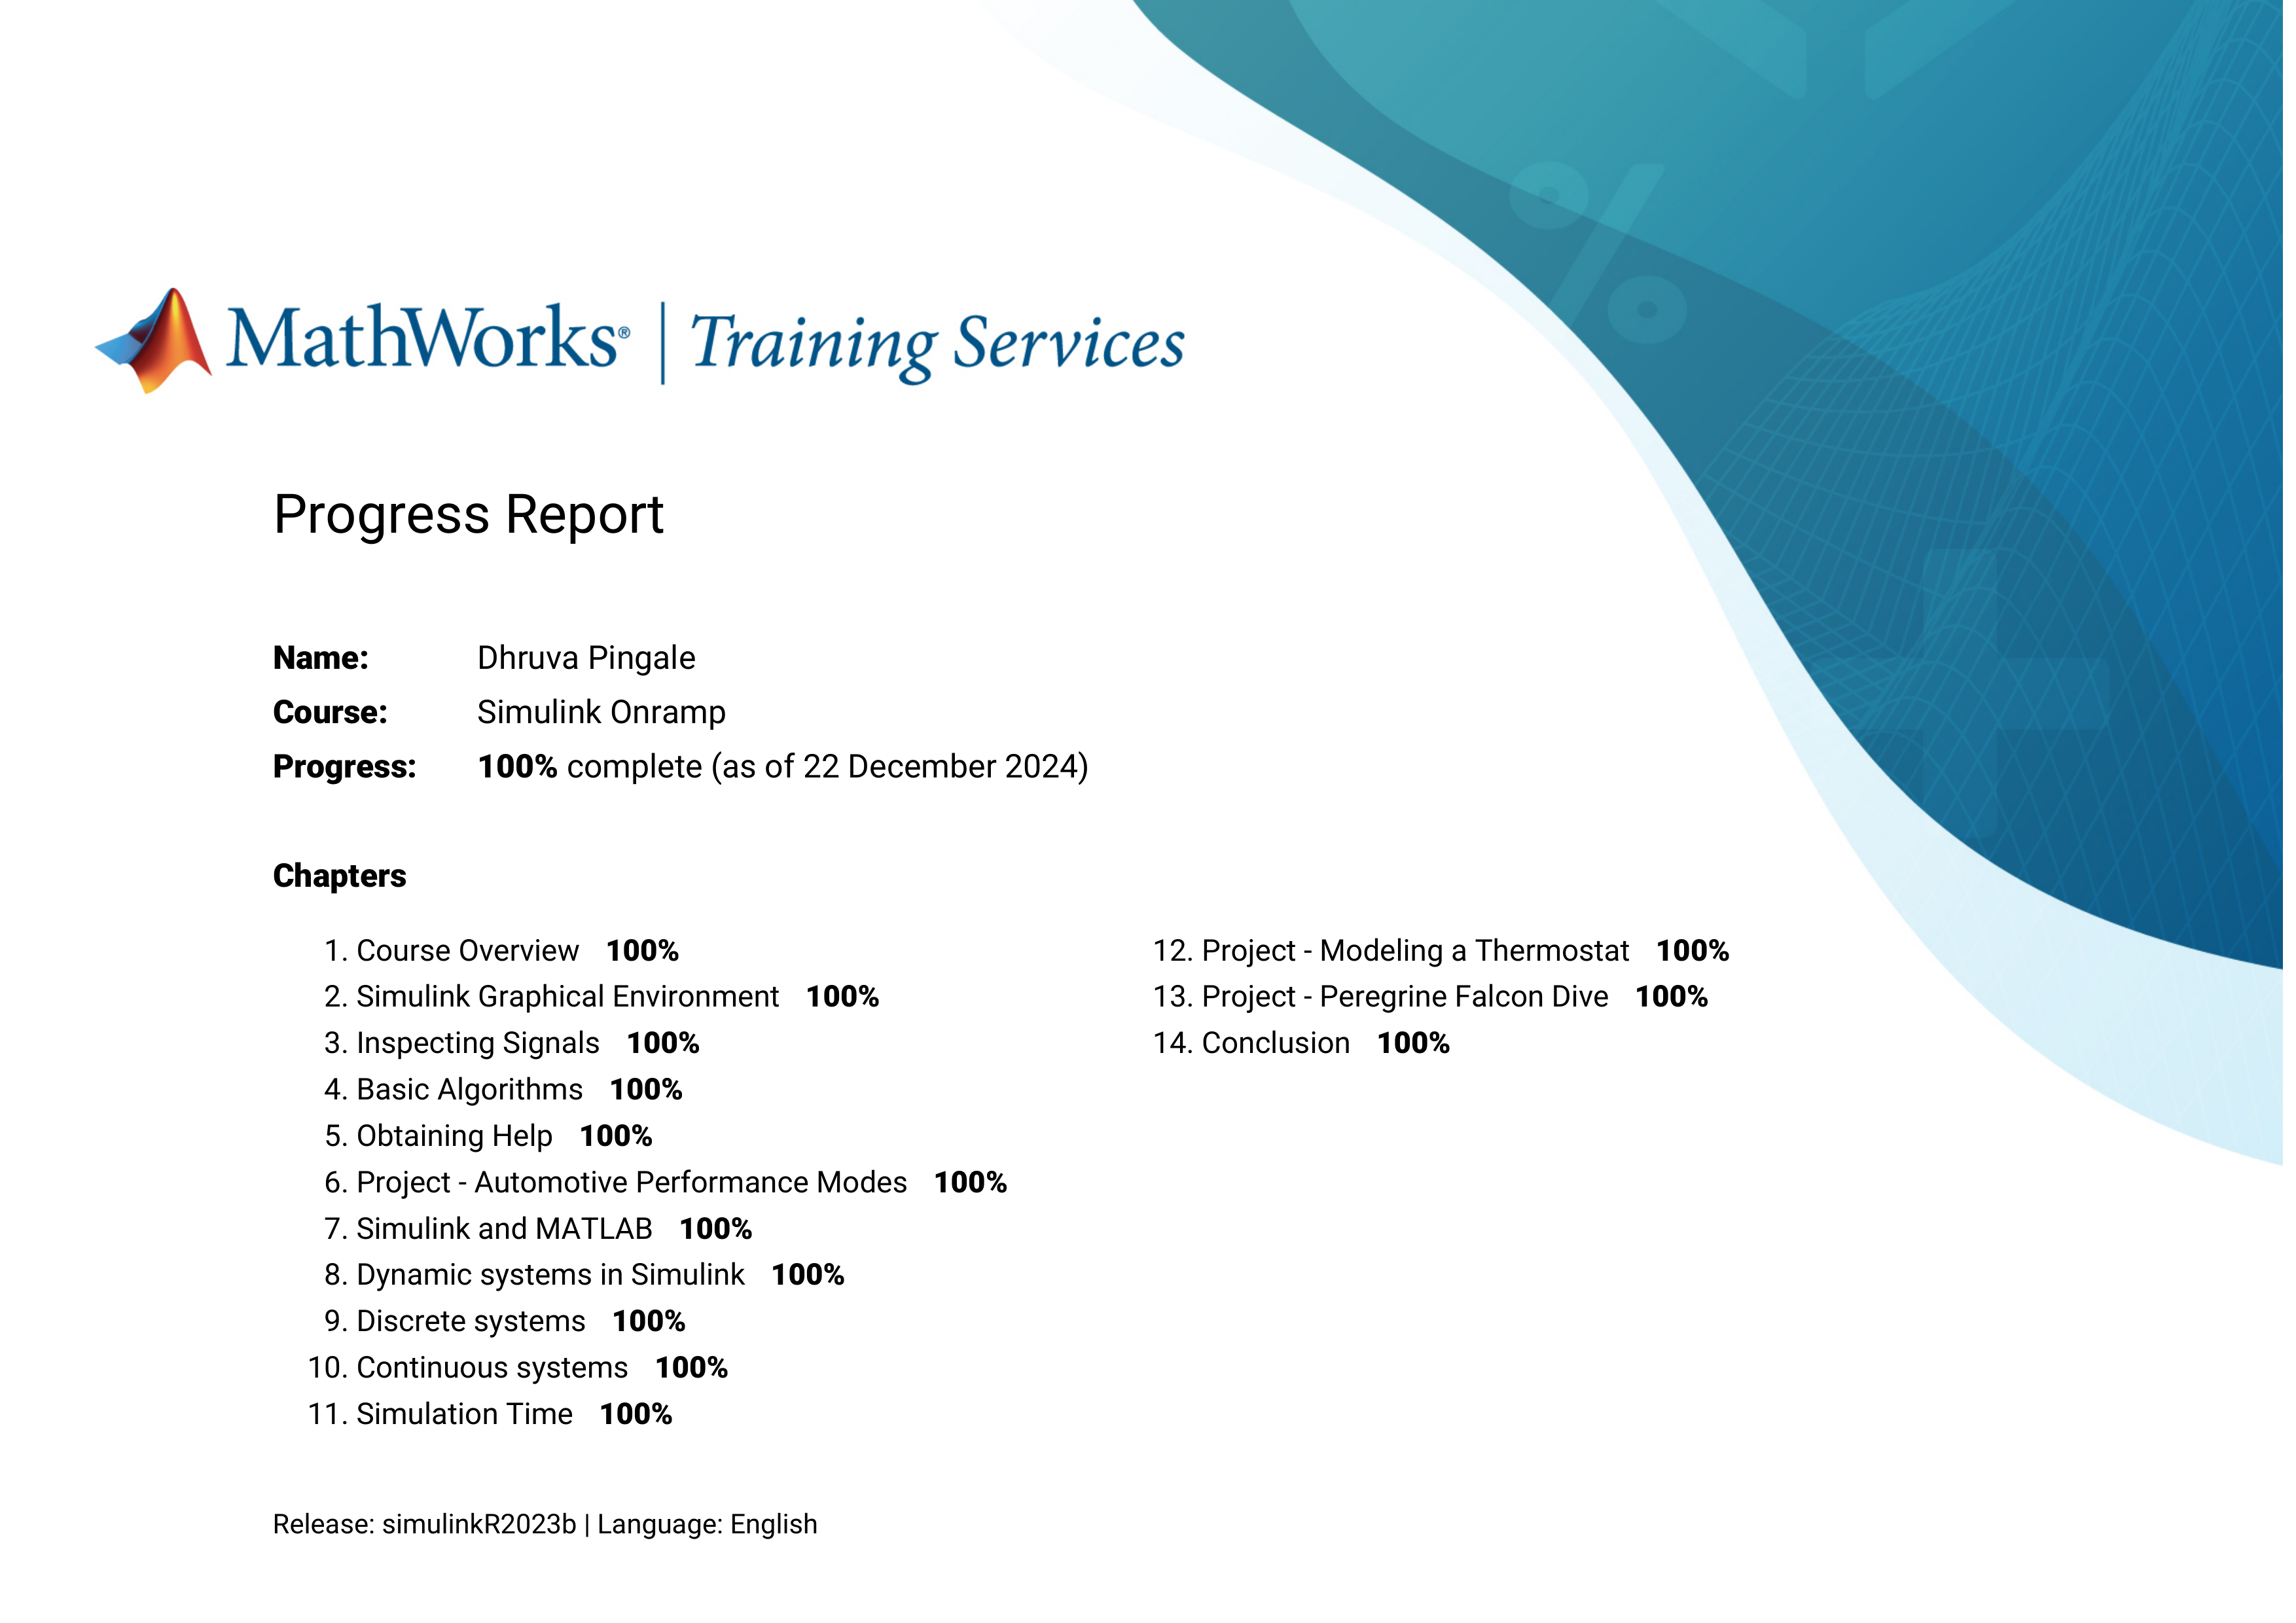 MathWorks® | Training Services
Progress Report
Name: Dhruva Pingale
Course: Simulink Onramp
Progress: 100% complete (as of 22 December 2024)
Chapters
1. Course Overview 100%
2. Simulink Graphical Environment 100%
3. Inspecting Signals 100%
4. Basic Algorithms 100%
5. Obtaining Help 100%
6. Project - Automotive Performance Modes 100%
7. Simulink and MATLAB 100%
8. Dynamic systems in Simulink 100%
9. Discrete systems 100%
10. Continuous systems 100%
11. Simulation Time 100%
12. Project - Modeling a Thermostat 100%
13. Project - Peregrine Falcon Dive 100%
14. Conclusion 100%
Release: simulinkR2023b | Language: English